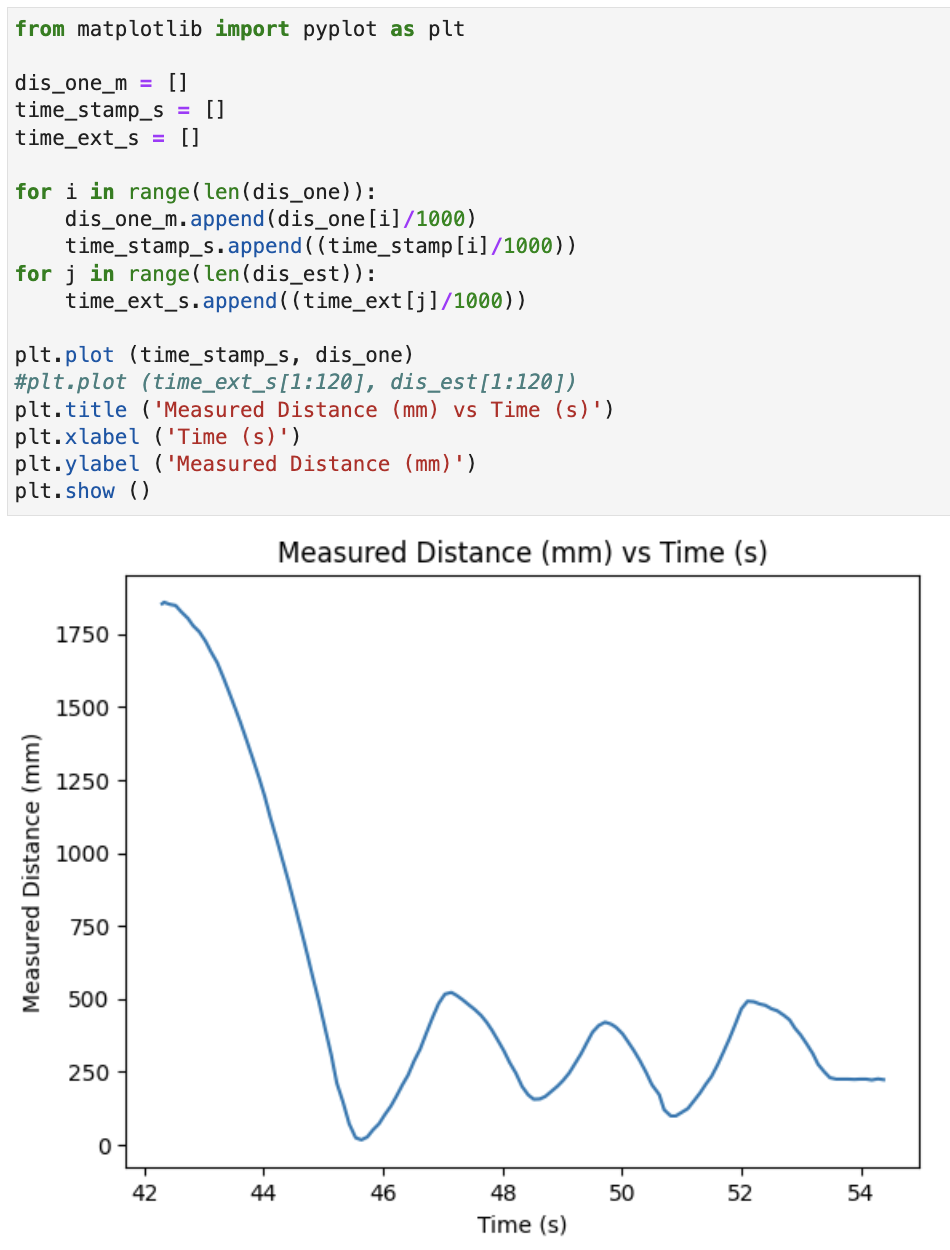 from matplotlib import pyplot as plt
dis_one_m = []
time_stamp_s = []
time_ext_s = []
for i in range(len(dis_one)):
    dis_one_m.append(dis_one[i]/1000)
    time_stamp_s.append((time_stamp[i]/1000))
for j in range(len(dis_est)):
    time_ext_s.append((time_ext[j]/1000))
plt.plot (time_stamp_s, dis_one)
#plt.plot (time_ext_s[1:120], dis_est[1:120])
plt.title ('Measured Distance (mm) vs Time (s)')
plt.xlabel ('Time (s)')
plt.ylabel ('Measured Distance (mm)')
plt.show ()
Measured Distance (mm) vs Time (s)
Measured Distance (mm)
1750
1500
1250
1000
750
500
250
0
42 44 46 48 50 52 54
Time (s)